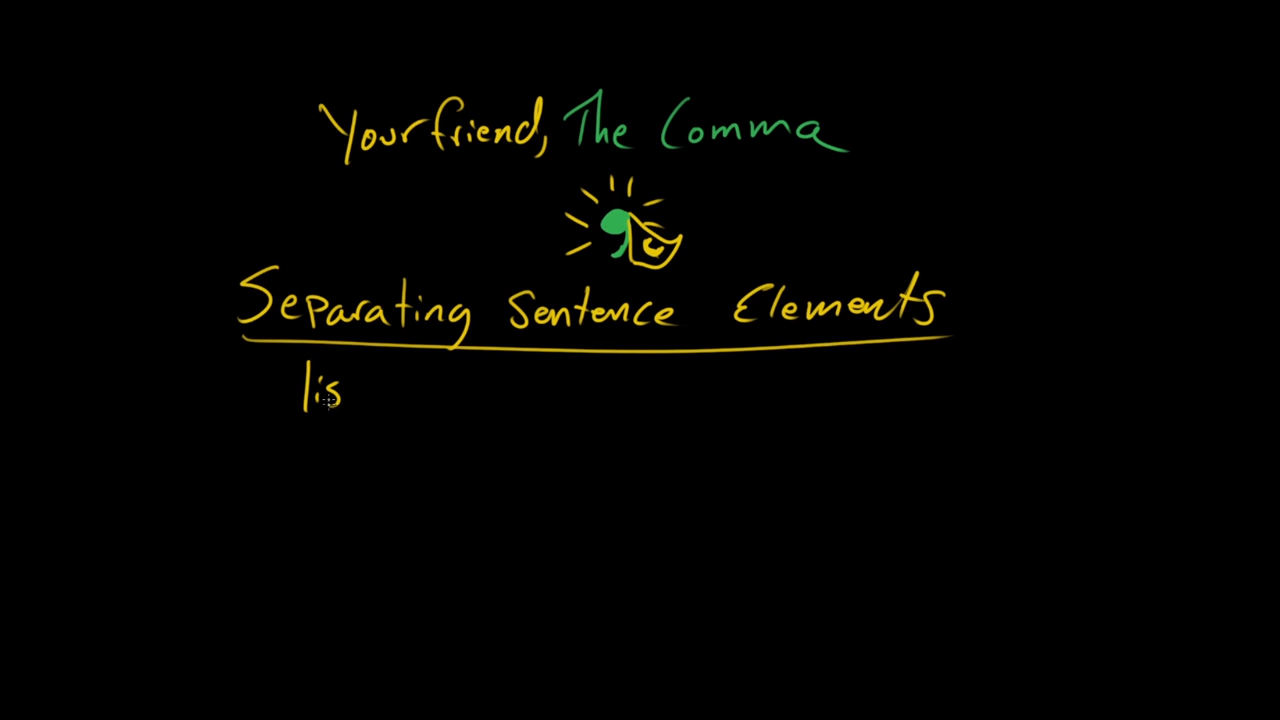 Your friend, The Comma
,
Separating Sentence Elements
lis